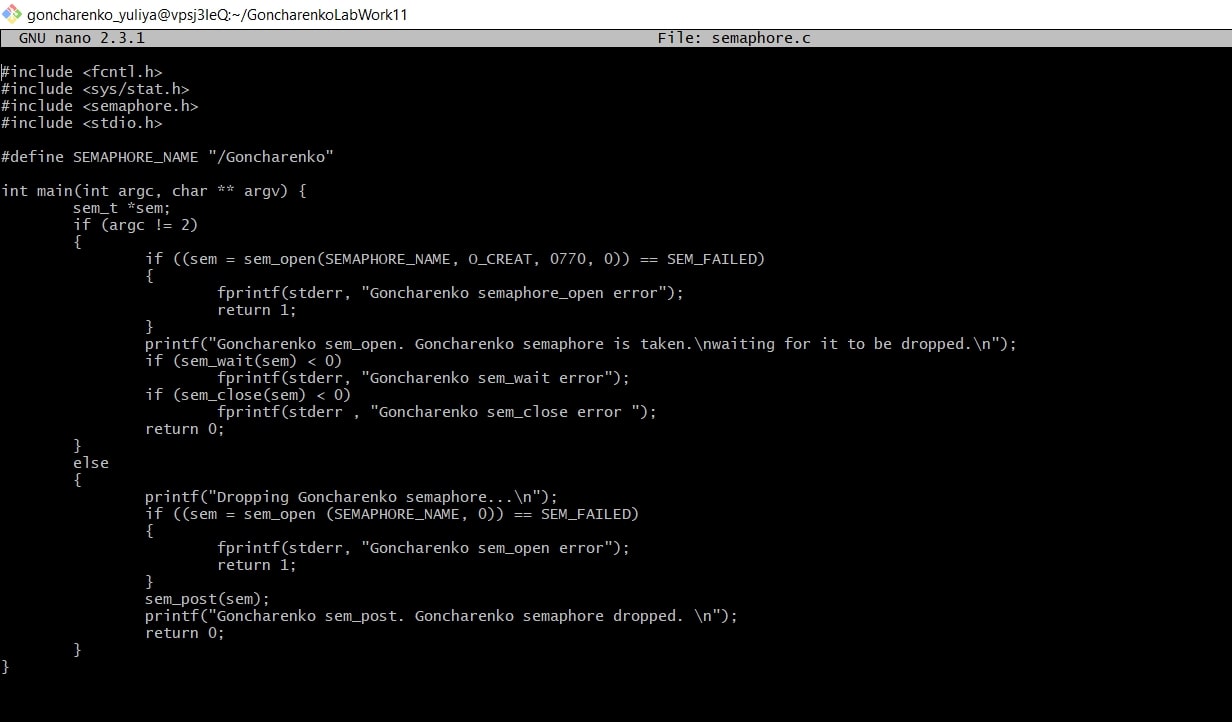 goncharenko_yuliya@vpsj3IeQ:~/GoncharenkoLabWork11
GNU nano 2.3.1 File: semaphore.c
#include <fcntl.h>
#include <sys/stat.h>
#include <semaphore.h>
#include <stdio.h>
#define SEMAPHORE_NAME "/Goncharenko"
int main(int argc, char ** argv) {
sem_t *sem;
if (argc != 2)
{
if ((sem = sem_open(SEMAPHORE_NAME, O_CREAT, 0770, 0)) == SEM_FAILED)
{
fprintf(stderr, "Goncharenko semaphore_open error");
return 1;
}
printf("Goncharenko sem_open. Goncharenko semaphore is taken.\nwaiting for it to be dropped.\n");
if (sem_wait(sem) < 0)
fprintf(stderr, "Goncharenko sem_wait error");
if (sem_close(sem) < 0)
fprintf(stderr , "Goncharenko sem_close error ");
return 0;
}
else
{
printf("Dropping Goncharenko semaphore...\n");
if ((sem = sem_open (SEMAPHORE_NAME, 0)) == SEM_FAILED)
{
fprintf(stderr, "Goncharenko sem_open error");
return 1;
}
sem_post(sem);
printf("Goncharenko sem_post. Goncharenko semaphore dropped. \n");
return 0;
}
}